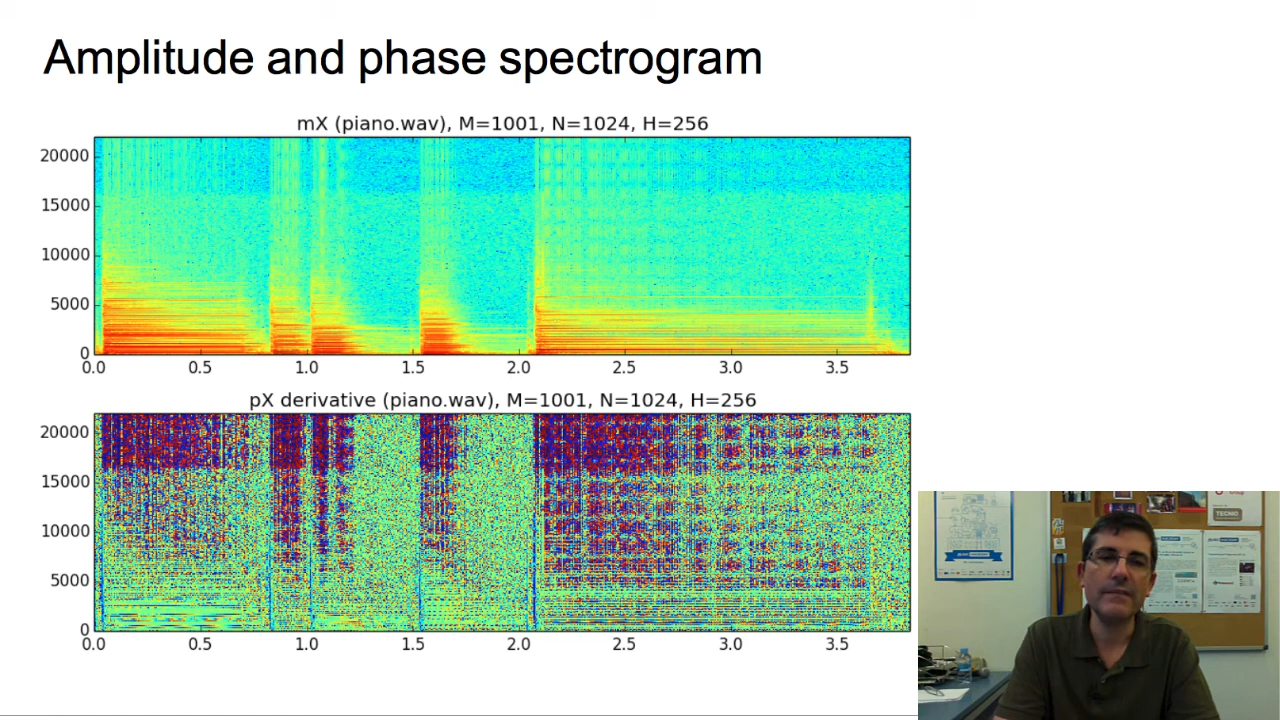 Amplitude and phase spectrogram
mX (piano.wav), M=1001, N=1024, H=256
20000
15000
10000
5000
0
0.0 0.5 1.0 1.5 2.0 2.5 3.0 3.5
pX derivative (piano.wav), M=1001, N=1024, H=256
20000
15000
10000
5000
0
0.0 0.5 1.0 1.5 2.0 2.5 3.0 3.5
TECNIO